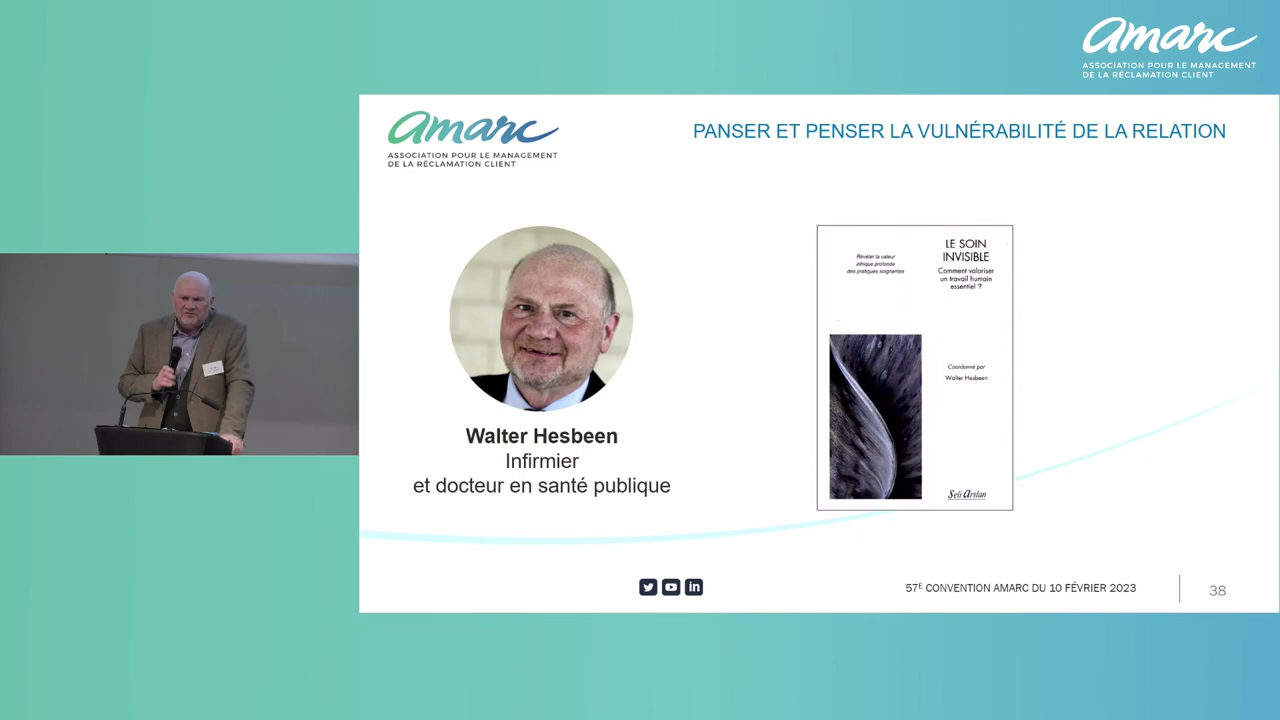 amarc
ASSOCIATION POUR LE MANAGEMENT
DE LA RÉCLAMATION CLIENT
amarc
ASSOCIATION POUR LE MANAGEMENT
DE LA RÉCLAMATION CLIENT
PANSER ET PENSER LA VULNÉRABILITÉ DE LA RELATION
Walter Hesbeen
Infirmier
et docteur en santé publique
Révéler la valeur
éthique profonde
des pratiques soignantes
LE SOIN
INVISIBLE
Comment valoriser
un travail humain
essentiel ?
Coordonné par
Walter Hesbeen
Seli Arslan
57E CONVENTION AMARC DU 10 FÉVRIER 2023
38